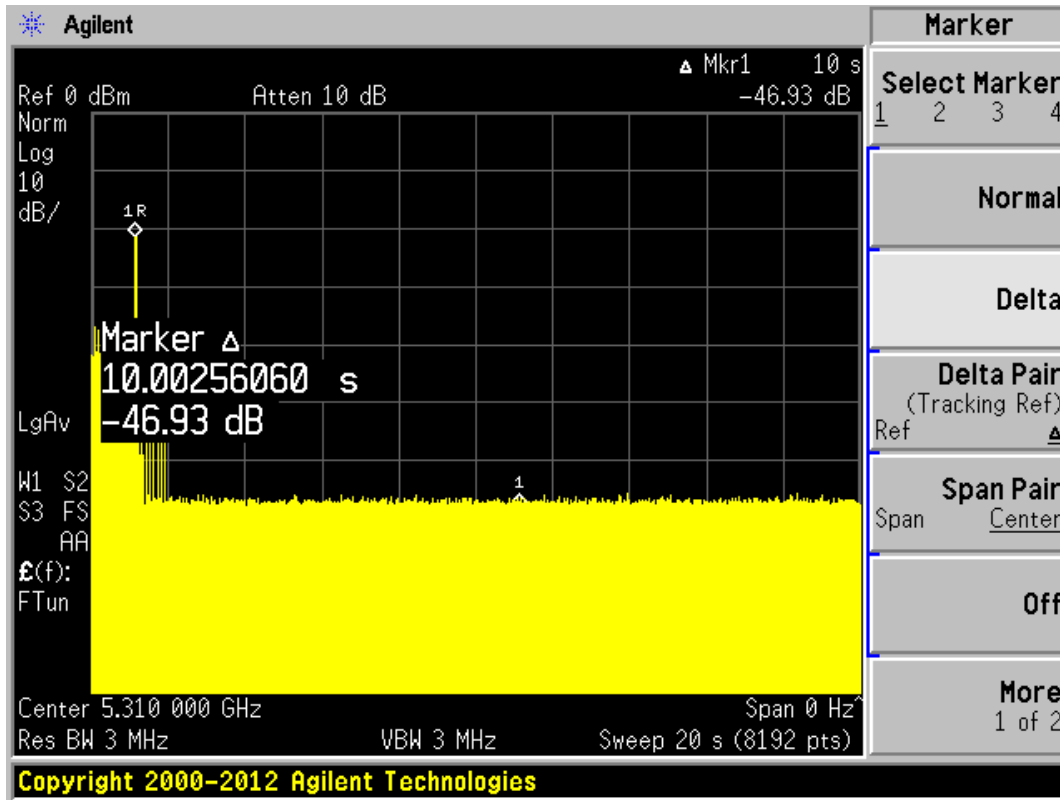 Agilent
Marker
Δ Mkr1 10 s
Ref 0 dBm Atten 10 dB -46.93 dB
Norm
Log
10
dB/
1R
Marker Δ
10.00256060 s
-46.93 dB
LgAv
1
W1 S2
S3 FS
AA
£(f):
FTun
Center 5.310 000 GHz Span 0 Hz^
Res BW 3 MHz VBW 3 MHz Sweep 20 s (8192 pts)
Copyright 2000-2012 Agilent Technologies
Select Marker
1 2 3 4
Normal
Delta
Delta Pair
(Tracking Ref)
Ref Δ
Span Pair
Span Center
Off
More
1 of 2